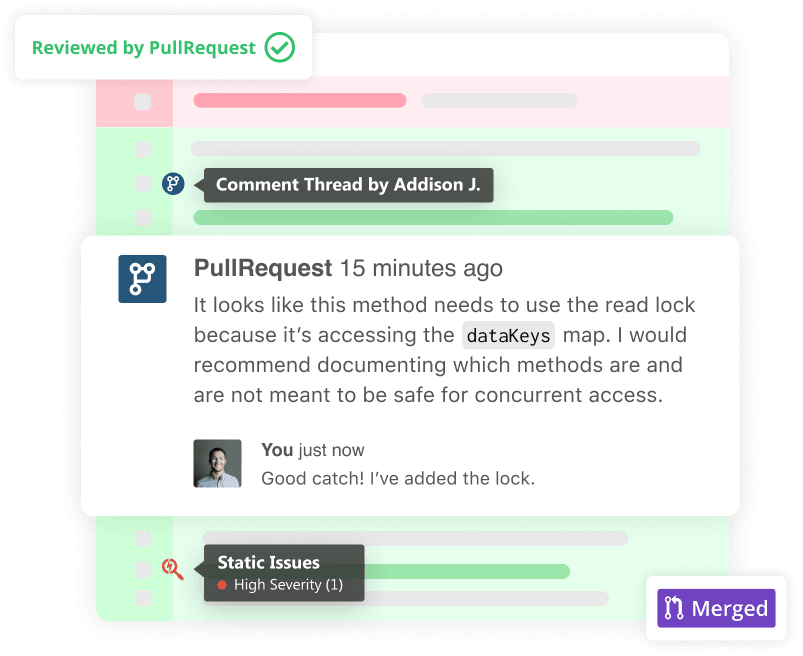 Reviewed by PullRequest
Comment Thread by Addison J.
PullRequest 15 minutes ago
It looks like this method needs to use the read lock
because it’s accessing the dataKeys map. I would
recommend documenting which methods are and
are not meant to be safe for concurrent access.
You just now
Good catch! I’ve added the lock.
Static Issues
High Severity (1)
Merged